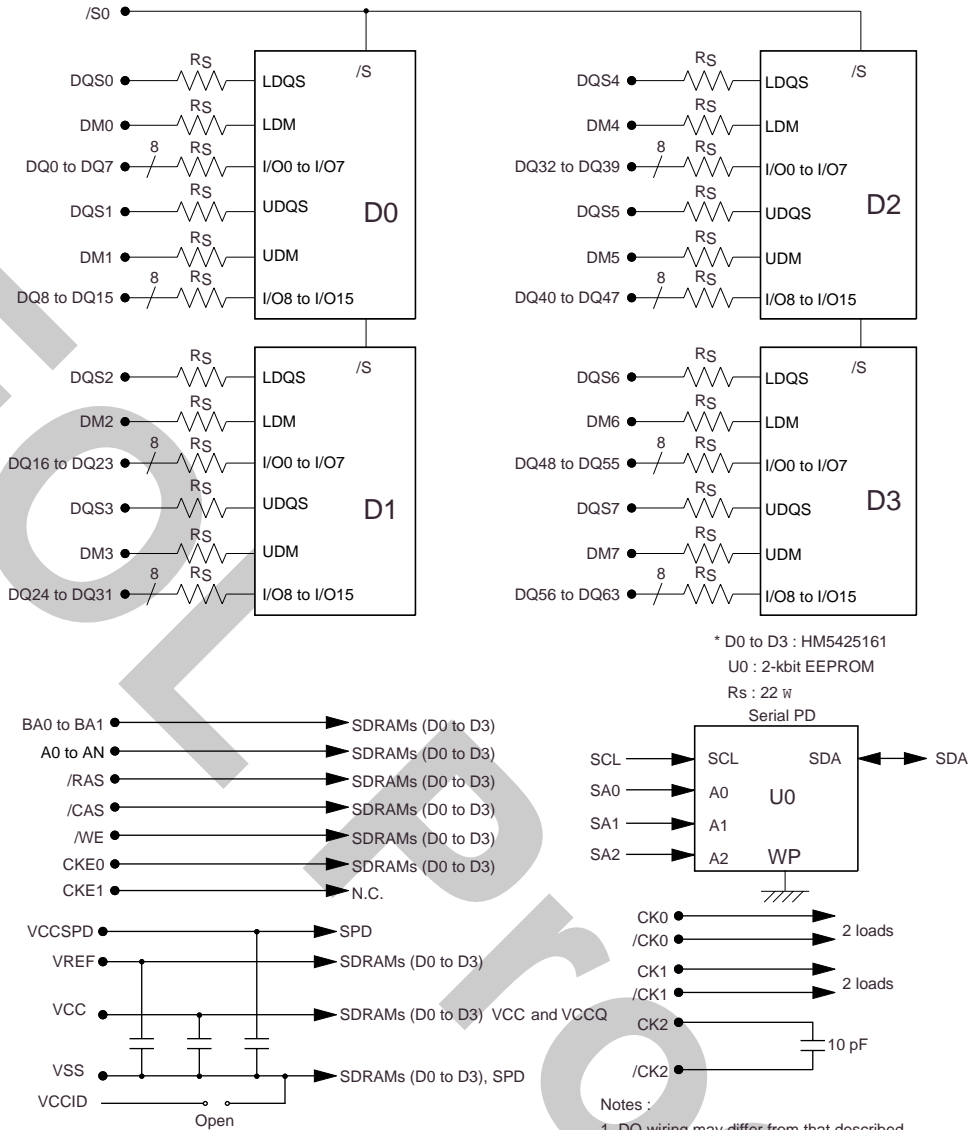 /S0
RS
DQS0
LDQS
/S
RS
DM0
LDM
8
RS
DQ0 to DQ7
I/O0 to I/O7
RS
DQS1
UDQS
D0
RS
DM1
UDM
8
RS
DQ8 to DQ15
I/O8 to I/O15
RS
DQS4
LDQS
/S
RS
DM4
LDM
8
RS
DQ32 to DQ39
I/O0 to I/O7
RS
DQS5
UDQS
D2
RS
DM5
UDM
8
RS
DQ40 to DQ47
I/O8 to I/O15
RS
DQS2
LDQS
/S
RS
DM2
LDM
8
RS
DQ16 to DQ23
I/O0 to I/O7
RS
DQS3
UDQS
D1
RS
DM3
UDM
8
RS
DQ24 to DQ31
I/O8 to I/O15
RS
DQS6
LDQS
/S
RS
DM6
LDM
8
RS
DQ48 to DQ55
I/O0 to I/O7
RS
DQS7
UDQS
D3
RS
DM7
UDM
8
RS
DQ56 to DQ63
I/O8 to I/O15
* D0 to D3 : HM5425161
U0 : 2-kbit EEPROM
Rs : 22 W
Serial PD
SCL
SCL
SDA
SDA
SA0
A0
U0
SA1
A1
SA2
A2
WP
BA0 to BA1
SDRAMs (D0 to D3)
A0 to AN
SDRAMs (D0 to D3)
/RAS
SDRAMs (D0 to D3)
/CAS
SDRAMs (D0 to D3)
/WE
SDRAMs (D0 to D3)
CKE0
SDRAMs (D0 to D3)
CKE1
N.C.
VCCSPD
SPD
VREF
SDRAMs (D0 to D3)
VCC
SDRAMs (D0 to D3) VCC and VCCQ
VSS
SDRAMs (D0 to D3), SPD
VCCID
Open
CK0
/CK0
2 loads
CK1
/CK1
2 loads
CK2
10 pF
/CK2
Notes :
1. DQ wiring may differ from that described